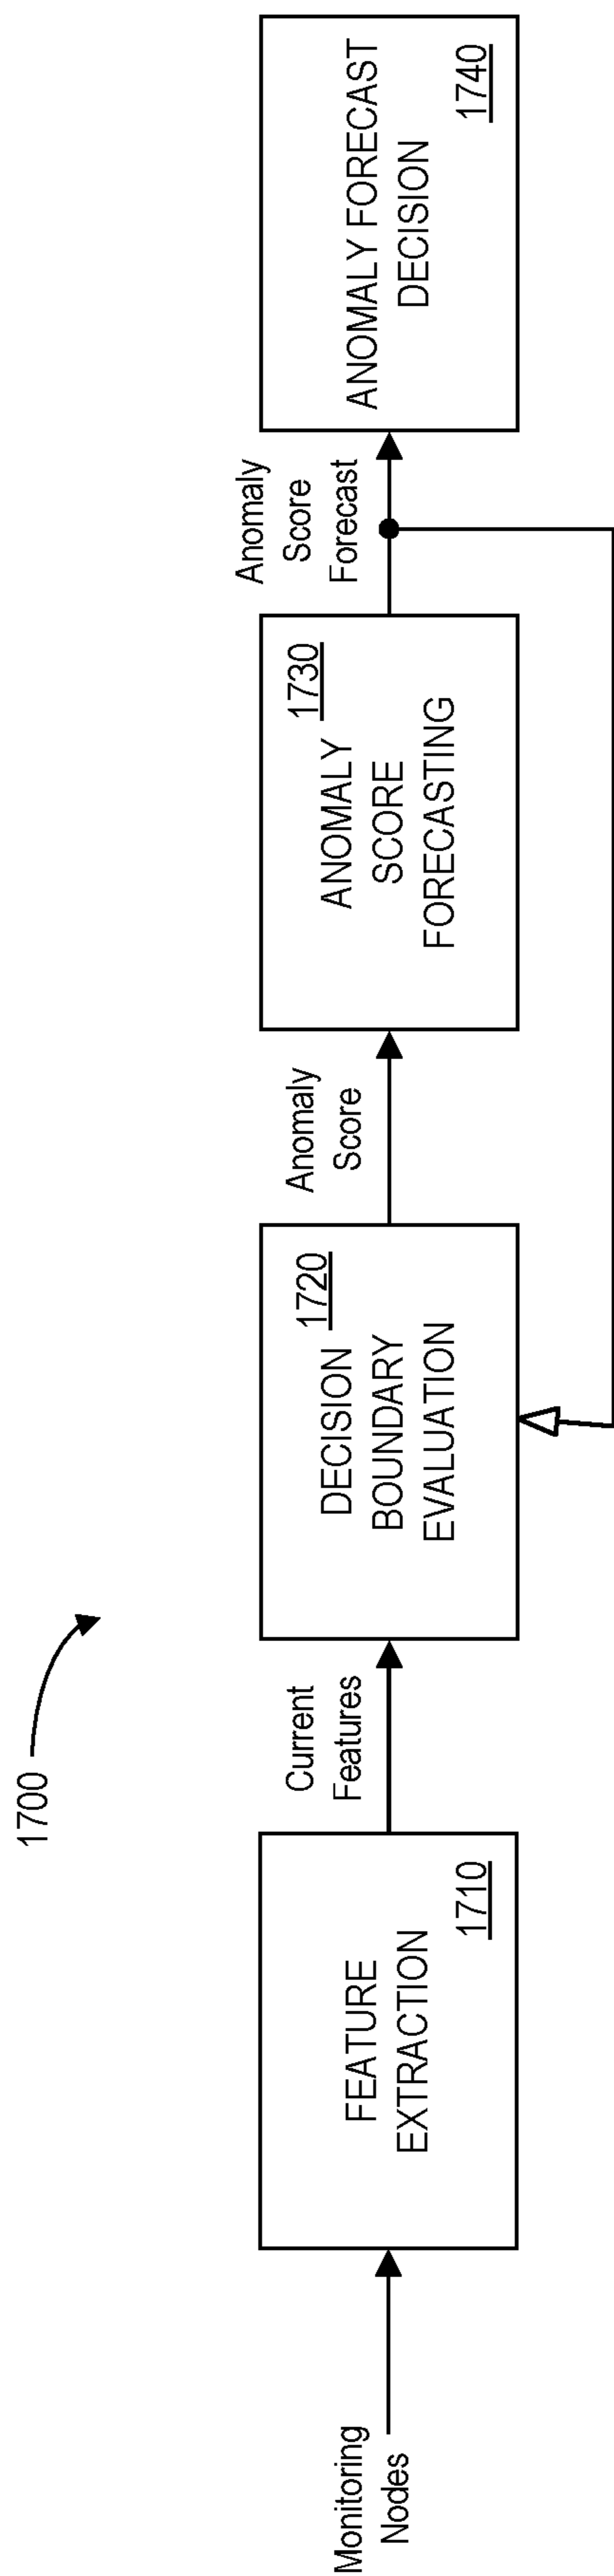 1700
Monitoring
Nodes
FEATURE
EXTRACTION
1710
Current
Features
1720
DECISION
BOUNDARY
EVALUATION
Anomaly
Score
1730
ANOMALY
SCORE
FORECASTING
Anomaly
Score
Forecast
ANOMALY FORECAST
DECISION
1740